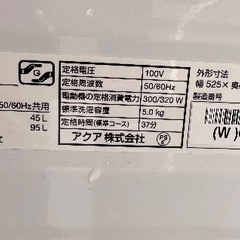 定格電圧 100V
定格周波数 50/60Hz
電動機の定格消費電力 300/320 W
標準洗濯容量 5.0 kg
定格時間(標準コース) 37分
アクア 株式会社
50/60Hz共用
45 L
95 L
外形寸法
幅 525× 奥
製造番号
(W)